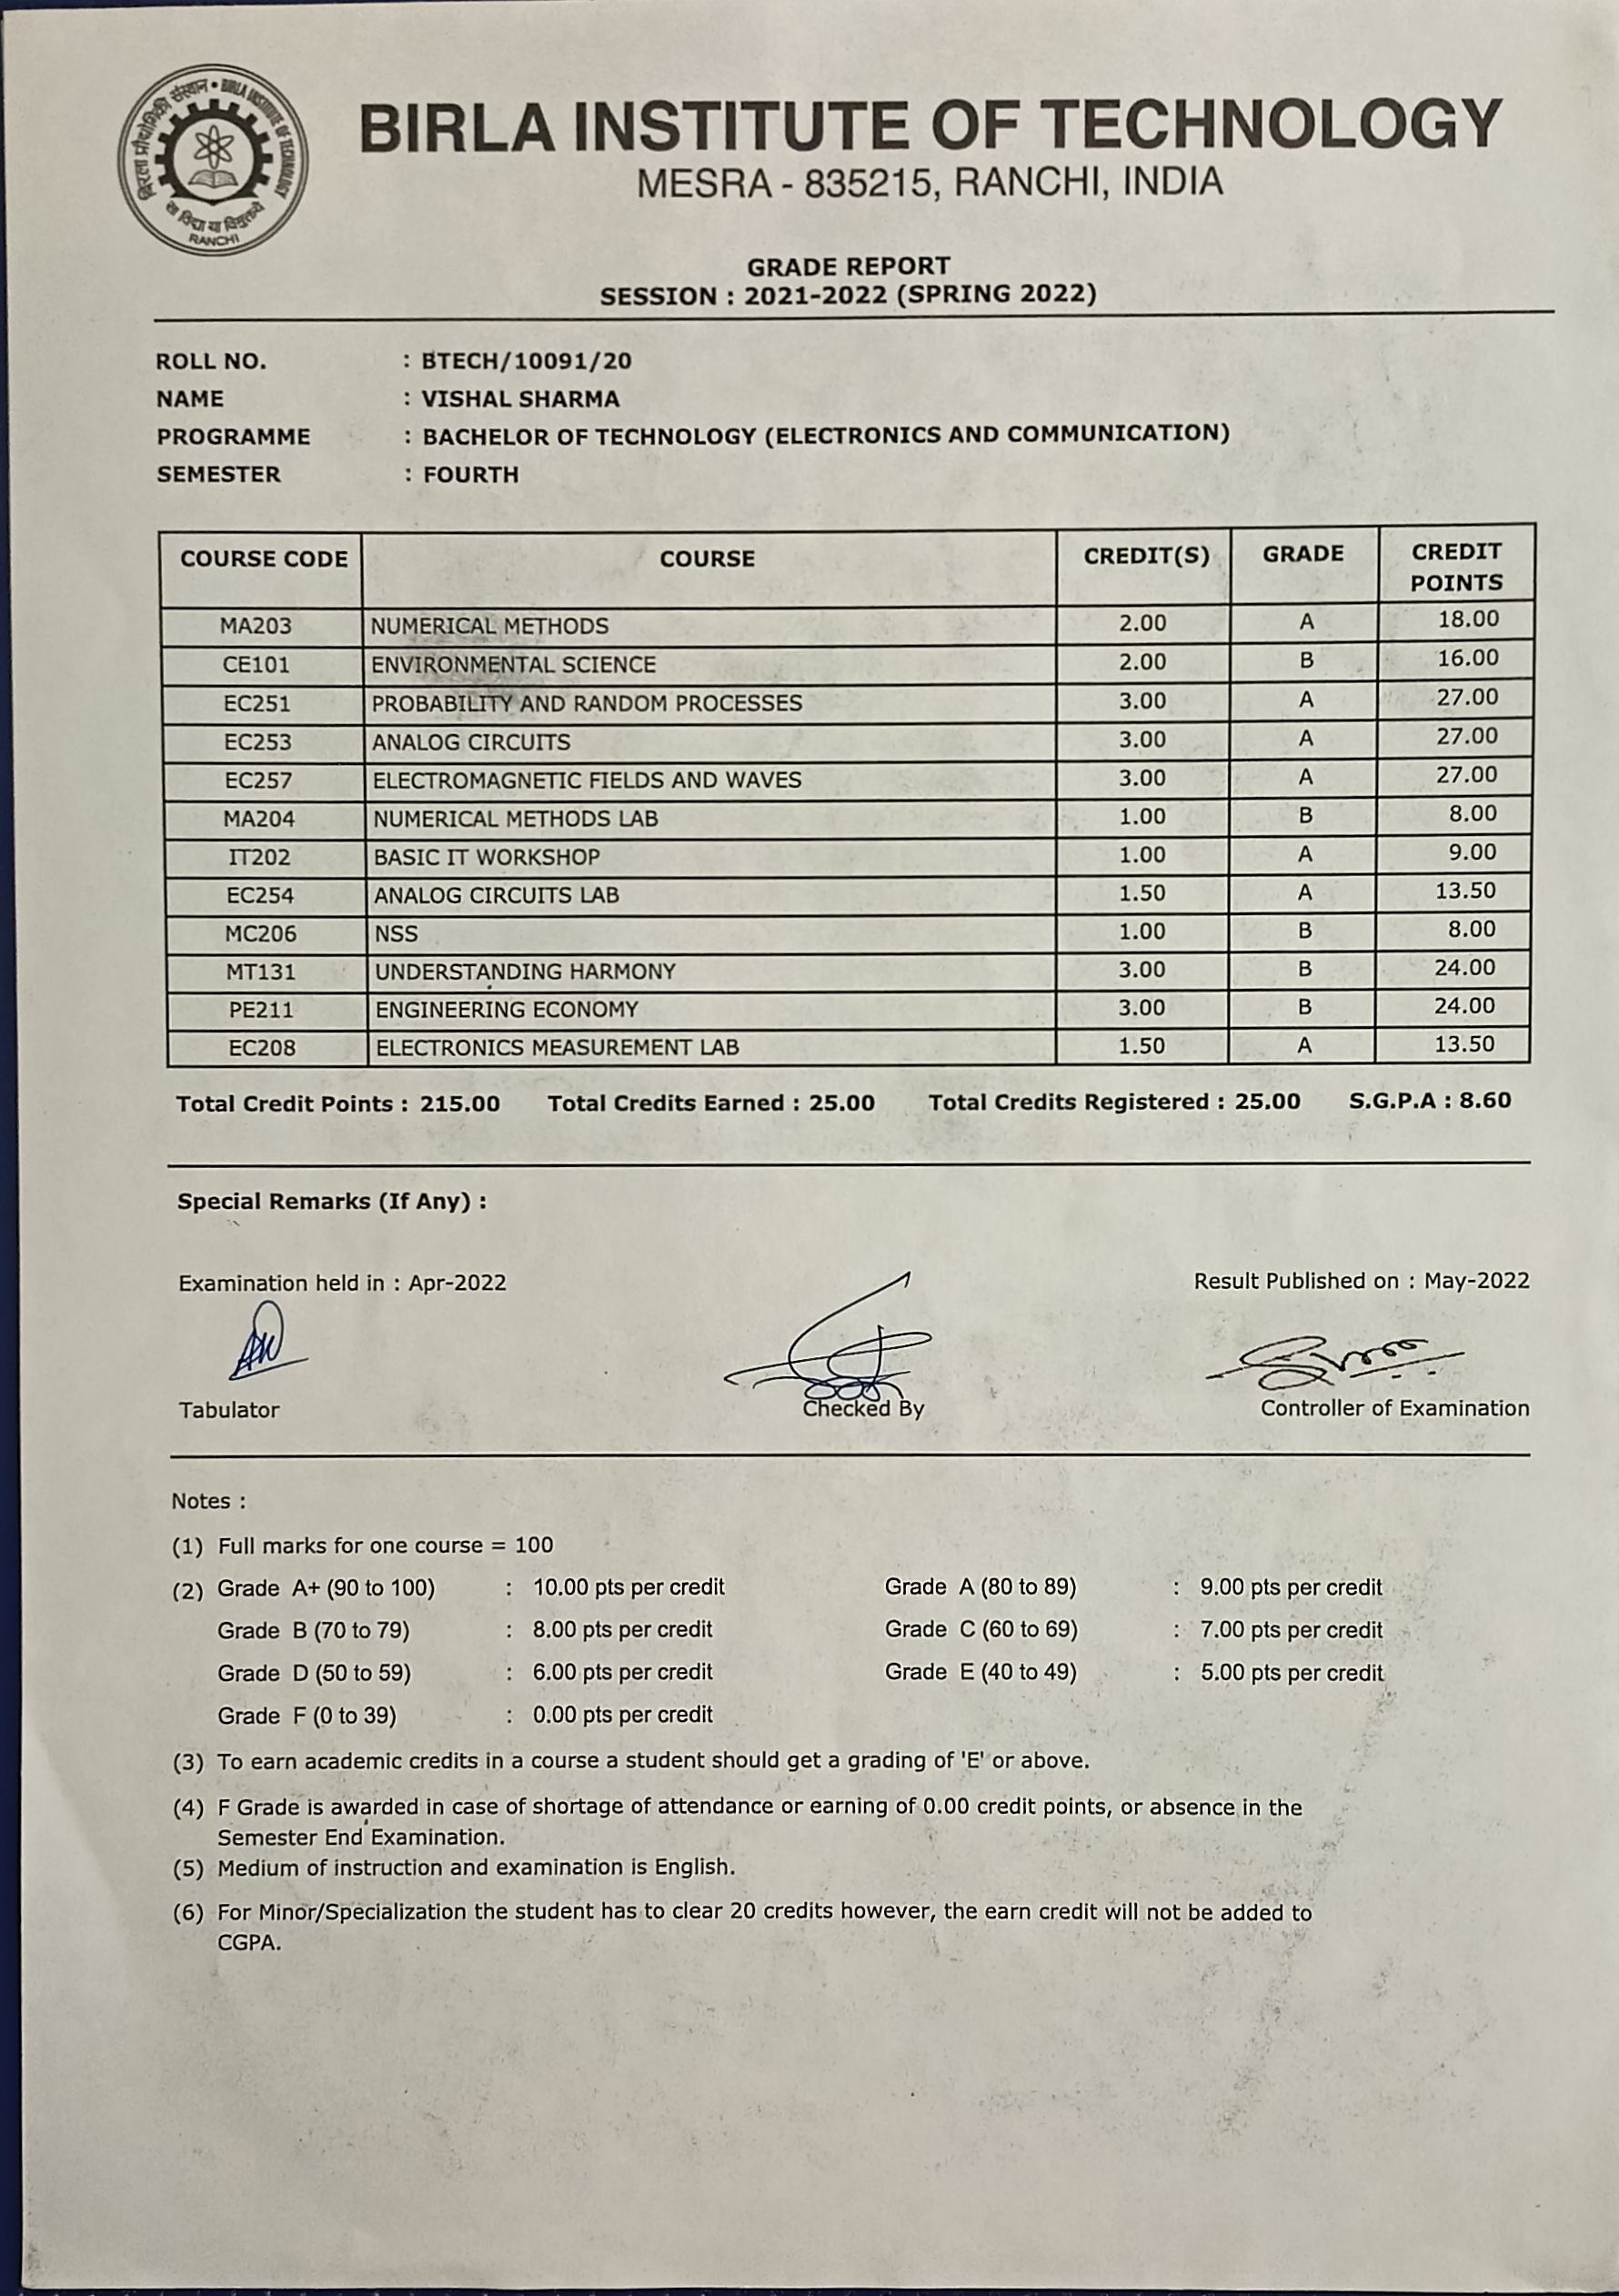 बिरला प्रौद्योगिकी संस्थान • BIRLA INSTITUTE OF TECHNOLOGY
सा विद्या या विमुक्तये
RANCHI
BIRLA INSTITUTE OF TECHNOLOGY
MESRA - 835215, RANCHI, INDIA
GRADE REPORT
SESSION : 2021-2022 (SPRING 2022)
ROLL NO. : BTECH/10091/20
NAME : VISHAL SHARMA
PROGRAMME : BACHELOR OF TECHNOLOGY (ELECTRONICS AND COMMUNICATION)
SEMESTER : FOURTH
COURSE CODE COURSE CREDIT(S) GRADE CREDIT POINTS
MA203 NUMERICAL METHODS 2.00 A 18.00
CE101 ENVIRONMENTAL SCIENCE 2.00 B 16.00
EC251 PROBABILITY AND RANDOM PROCESSES 3.00 A 27.00
EC253 ANALOG CIRCUITS 3.00 A 27.00
EC257 ELECTROMAGNETIC FIELDS AND WAVES 3.00 A 27.00
MA204 NUMERICAL METHODS LAB 1.00 B 8.00
IT202 BASIC IT WORKSHOP 1.00 A 9.00
EC254 ANALOG CIRCUITS LAB 1.50 A 13.50
MC206 NSS 1.00 B 8.00
MT131 UNDERSTANDING HARMONY 3.00 B 24.00
PE211 ENGINEERING ECONOMY 3.00 B 24.00
EC208 ELECTRONICS MEASUREMENT LAB 1.50 A 13.50
Total Credit Points : 215.00 Total Credits Earned : 25.00 Total Credits Registered : 25.00 S.G.P.A : 8.60
Special Remarks (If Any) :
Examination held in : Apr-2022 Result Published on : May-2022
Tabulator Checked By Controller of Examination
Notes :
(1) Full marks for one course = 100
(2) Grade A+ (90 to 100) : 10.00 pts per credit Grade A (80 to 89) : 9.00 pts per credit
Grade B (70 to 79) : 8.00 pts per credit Grade C (60 to 69) : 7.00 pts per credit
Grade D (50 to 59) : 6.00 pts per credit Grade E (40 to 49) : 5.00 pts per credit
Grade F (0 to 39) : 0.00 pts per credit
(3) To earn academic credits in a course a student should get a grading of 'E' or above.
(4) F Grade is awarded in case of shortage of attendance or earning of 0.00 credit points, or absence in the
Semester End Examination.
(5) Medium of instruction and examination is English.
(6) For Minor/Specialization the student has to clear 20 credits however, the earn credit will not be added to
CGPA.